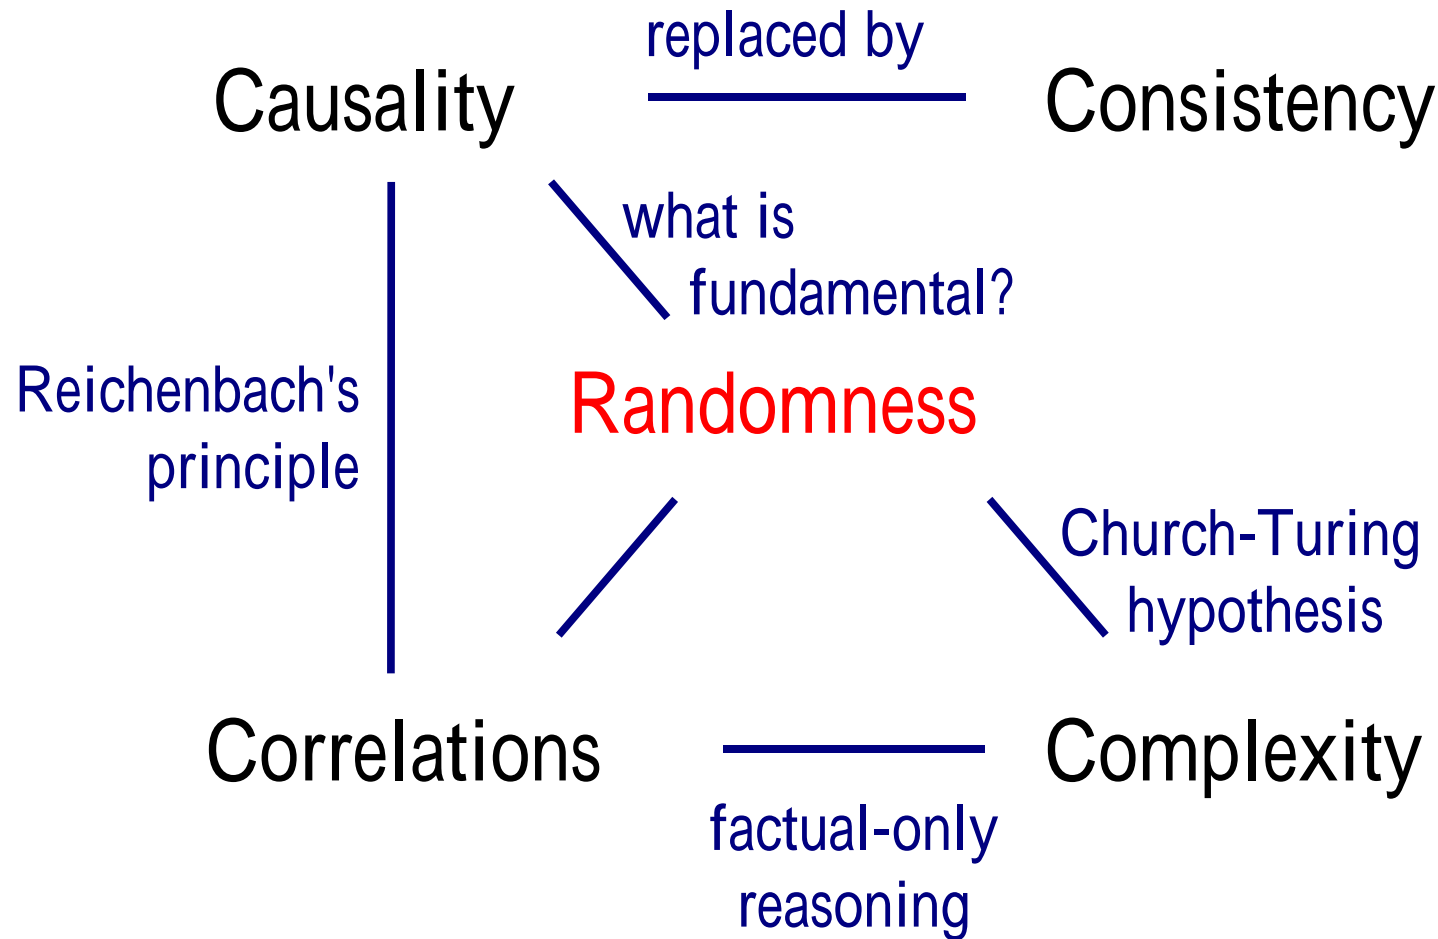 replaced by
Causality
Consistency
what is
fundamental?
Reichenbach's
principle
Randomness
Church-Turing
hypothesis
Correlations
Complexity
factual-only
reasoning